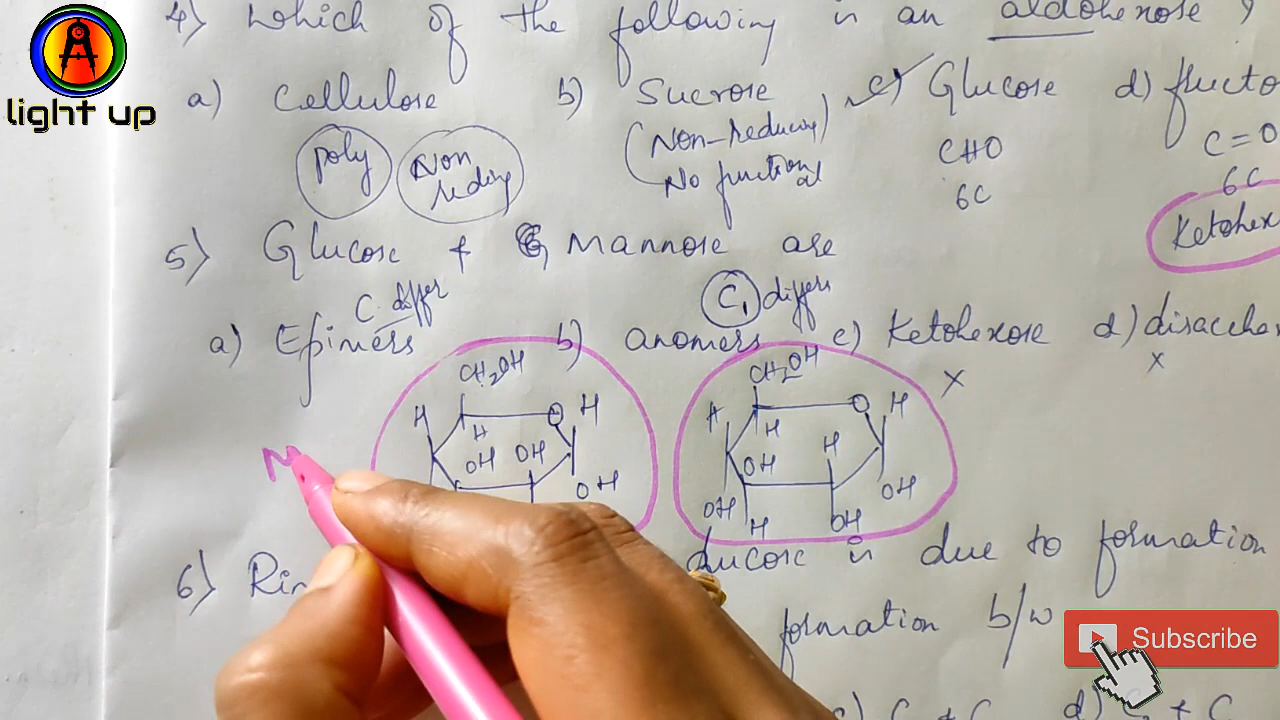 4) Which of the following is an aldohexose ?
light up
a) Cellulose b) Sucrose c) Glucose d) fructo
poly Non reducing (Non-reducing) CHO C=O
No functional 6C 6C
Ketohex
5) Glucose & Mannose are
C. differ C1 differs
a) Epimers b) anomers c) Ketohexose d) disacchar
x x
CH2OH CH2OH
H O H H O H
H H H
OH OH OH
OH OH OH
H OH
N
6) Rin glucose is due to formation
formation b/w
Subscribe